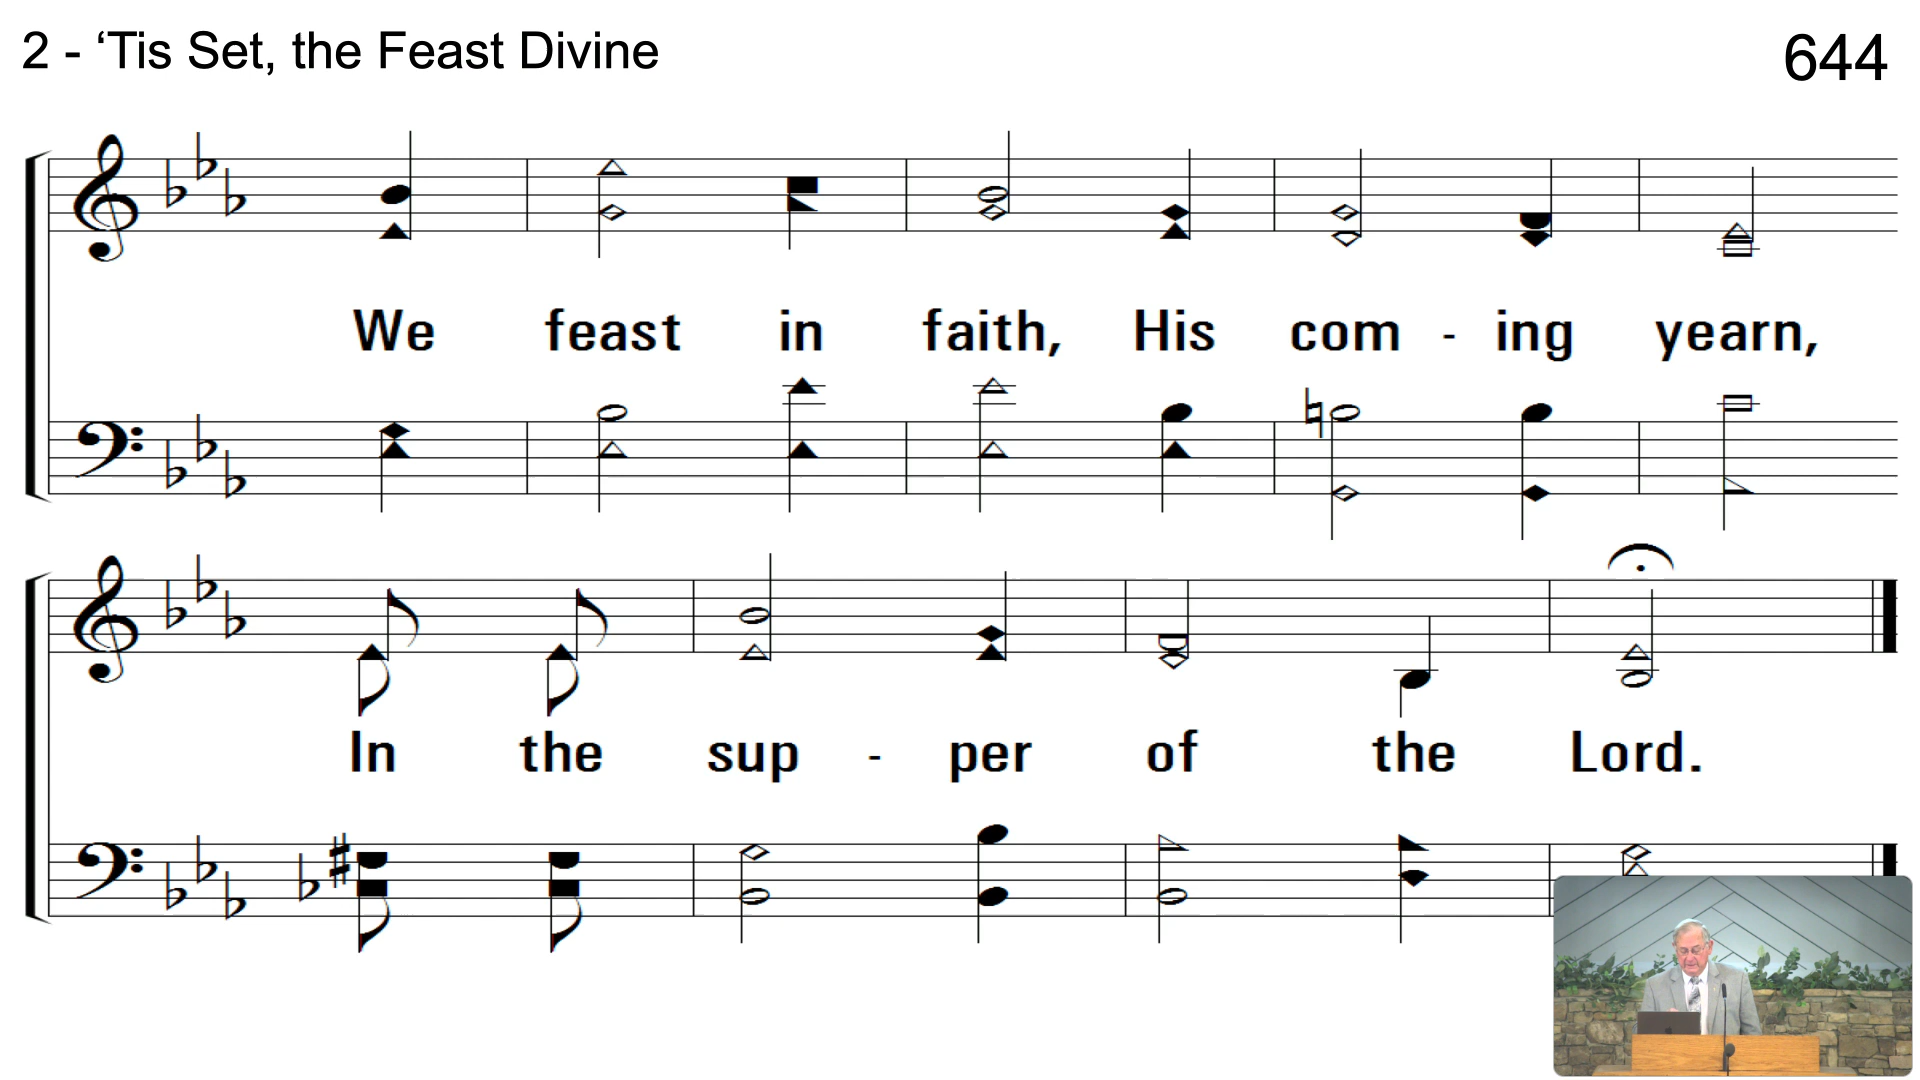 2 - ‘Tis Set, the Feast Divine
644
We feast in faith, His com - ing yearn,
In the sup - per of the Lord.